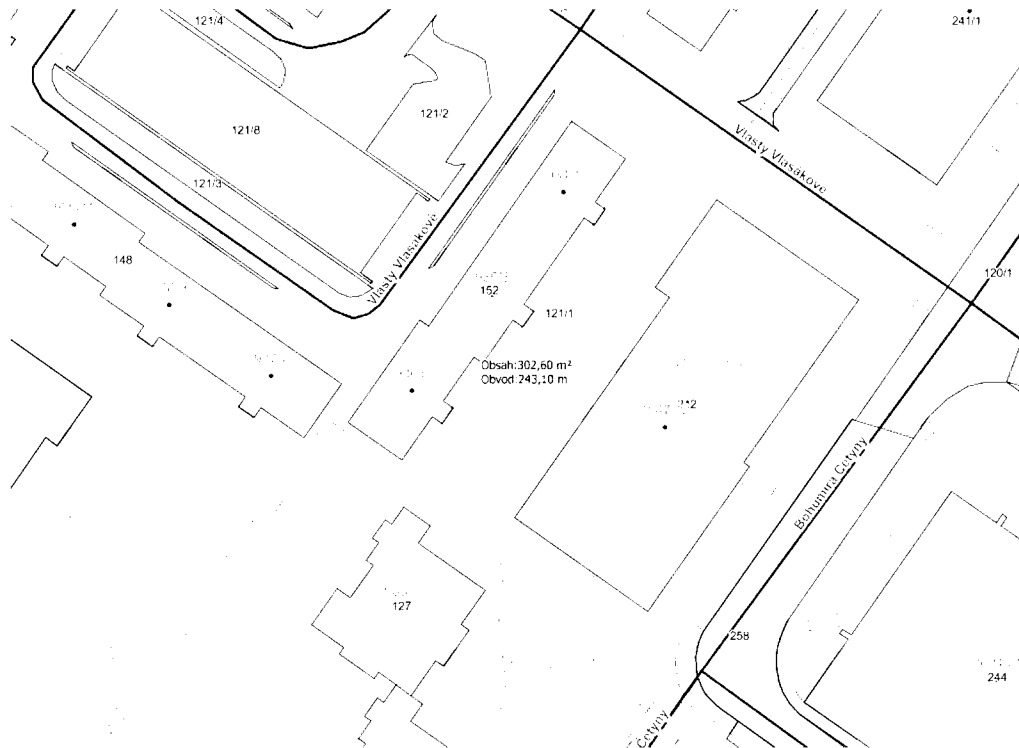 121/4
241/1
121/2
121/8
Vlasty Vlasákové
121/3
Vlasty Vlasákové
148
120/1
152
121/1
Obsah:302,60 m²
Obvod:243,10 m
242
Bohumíra Četyny
127
258
244
Četyny